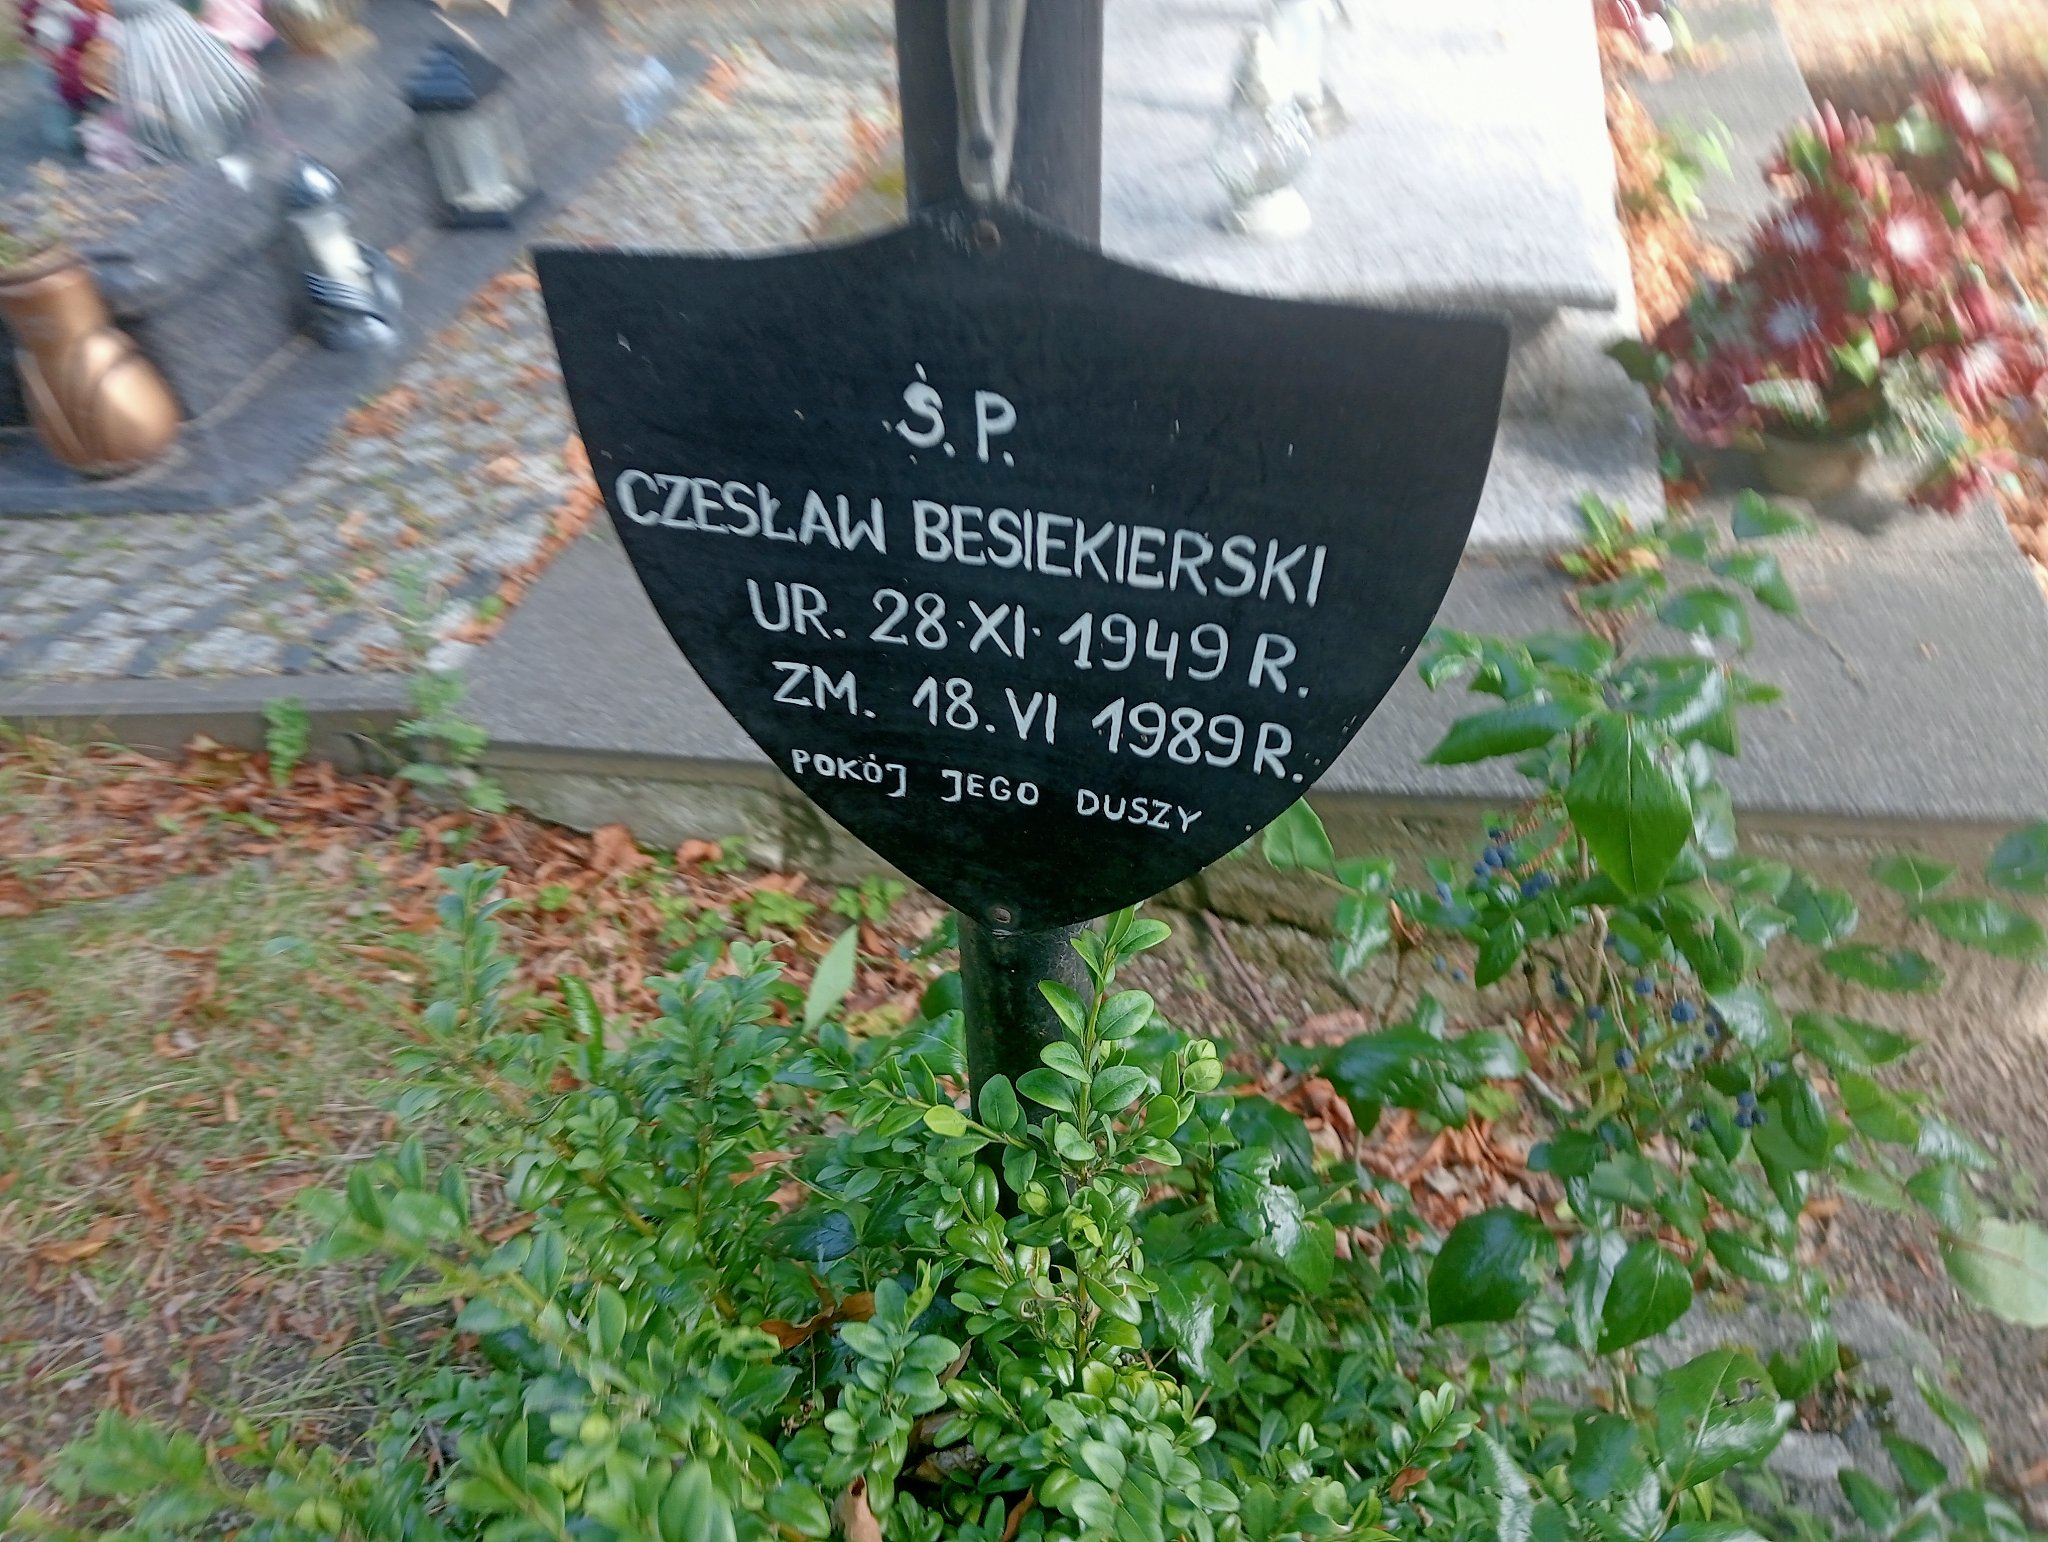 Ś.P.
CZESŁAW BESIEKIERSKI
UR. 28·XI·1949 R.
ZM. 18.VI 1989 R.
POKÓJ JEGO DUSZY